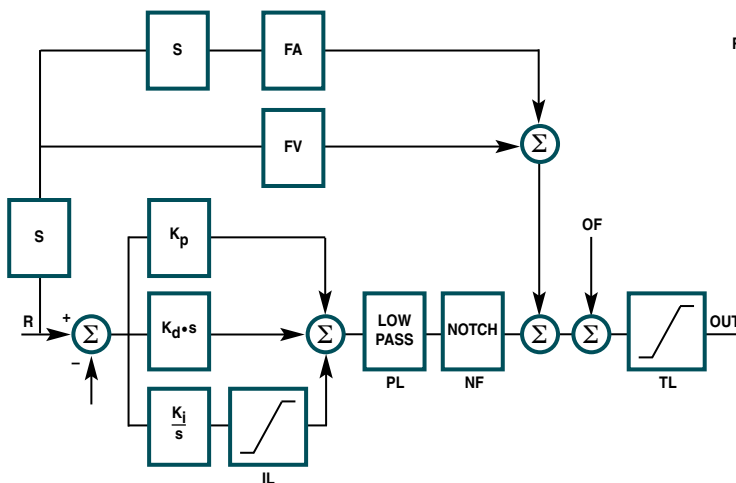 S
FA
R
FV
Σ
S
OF
Kp
R
+
Σ
−
Kd•s
Σ
LOW
PASS
PL
NOTCH
NF
Σ
Σ
OUT
TL
Ki
s
IL